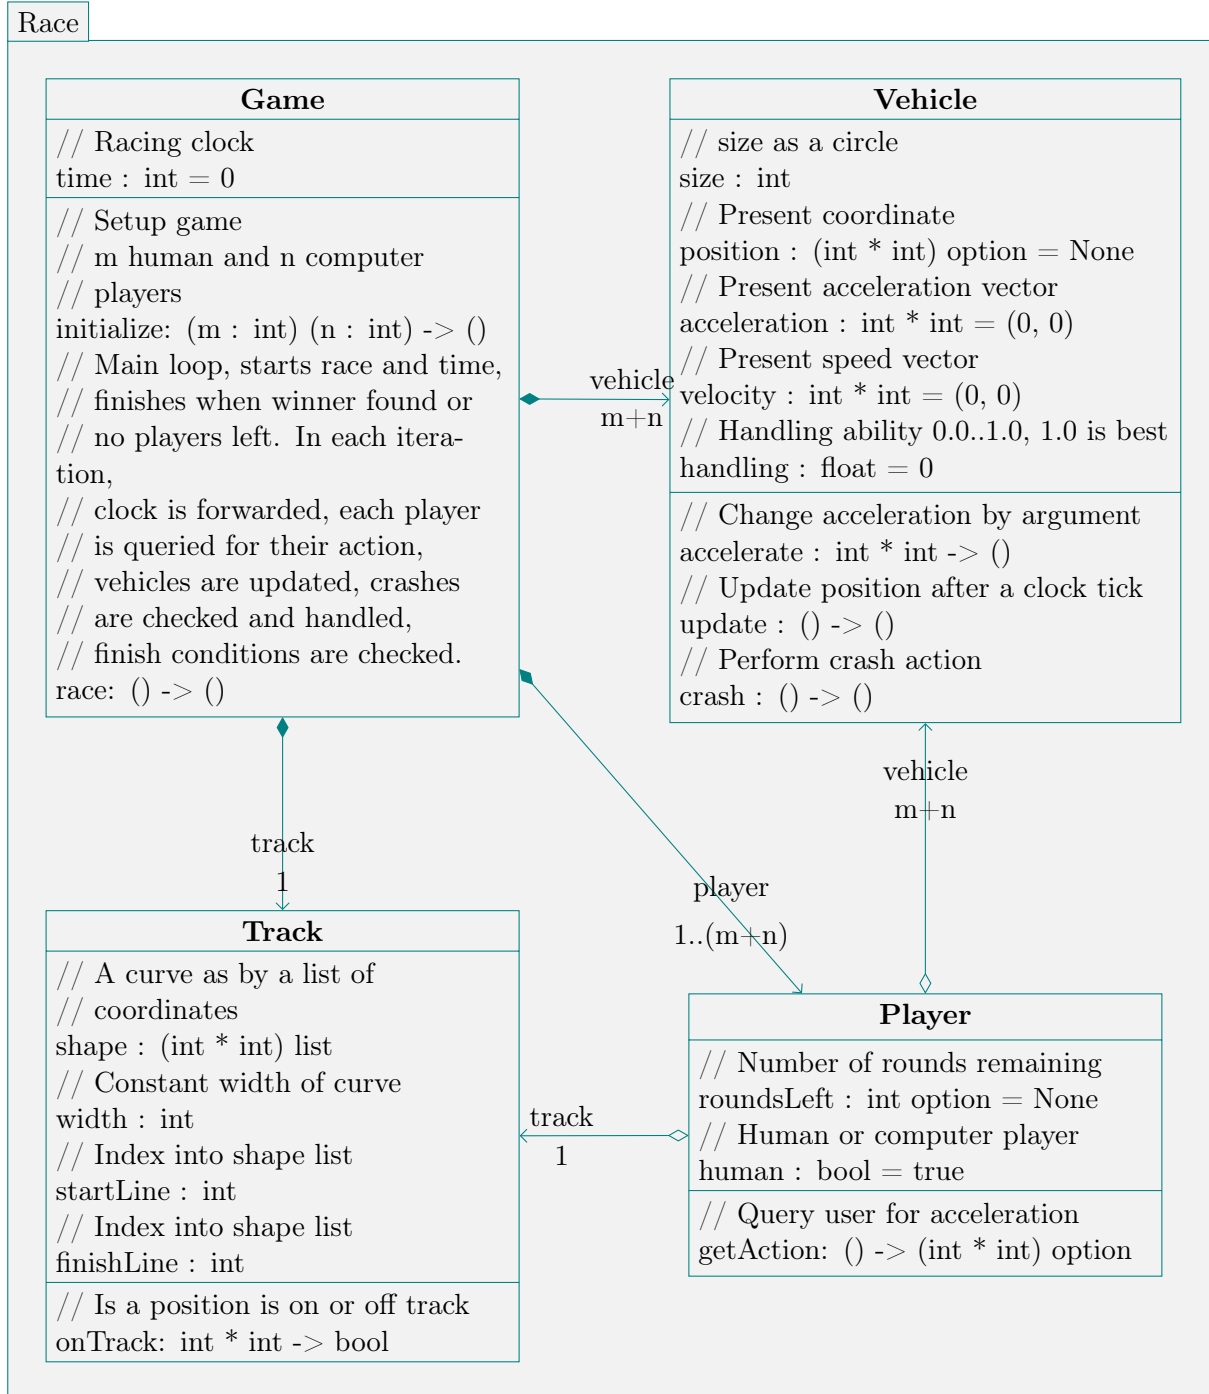 Race
Game
// Racing clock
time : int = 0
// Setup game
// m human and n computer
// players
initialize: (m : int) (n : int) -> ()
// Main loop, starts race and time,
// finishes when winner found or
// no players left. In each itera-
tion,
// clock is forwarded, each player
// is queried for their action,
// vehicles are updated, crashes
// are checked and handled,
// finish conditions are checked.
race: () -> ()
vehicle
m+n
Vehicle
// size as a circle
size : int
// Present coordinate
position : (int * int) option = None
// Present acceleration vector
acceleration : int * int = (0, 0)
// Present speed vector
velocity : int * int = (0, 0)
// Handling ability 0.0..1.0, 1.0 is best
handling : float = 0
// Change acceleration by argument
accelerate : int * int -> ()
// Update position after a clock tick
update : () -> ()
// Perform crash action
crash : () -> ()
track
1
player
1..(m+n)
vehicle
m+n
Track
// A curve as by a list of
// coordinates
shape : (int * int) list
// Constant width of curve
width : int
// Index into shape list
startLine : int
// Index into shape list
finishLine : int
// Is a position is on or off track
onTrack: int * int -> bool
track
1
Player
// Number of rounds remaining
roundsLeft : int option = None
// Human or computer player
human : bool = true
// Query user for acceleration
getAction: () -> (int * int) option